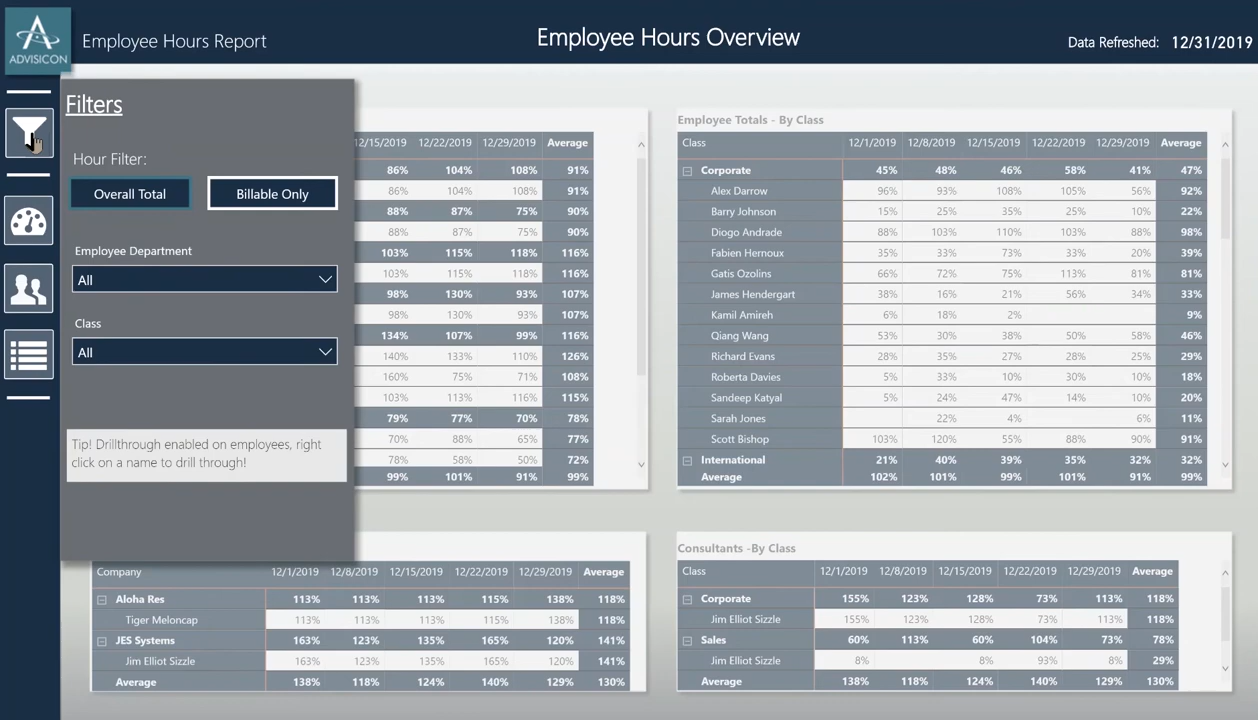 ADVISICON
Employee Hours Report
Employee Hours Overview
Data Refreshed: 12/31/2019
Filters
Hour Filter:
Overall Total
Billable Only
Employee Department
All
Class
All
Tip! Drillthrough enabled on employees, right
click on a name to drill through!
12/15/2019 12/22/2019 12/29/2019 Average
86% 104% 108% 91%
86% 104% 108% 91%
88% 87% 75% 90%
88% 87% 75% 90%
103% 115% 118% 116%
103% 115% 118% 116%
98% 130% 93% 107%
98% 130% 93% 107%
134% 107% 99% 116%
140% 133% 110% 126%
160% 75% 71% 108%
103% 113% 116% 115%
79% 77% 70% 78%
70% 88% 65% 77%
78% 58% 50% 72%
99% 101% 91% 99%
Employee Totals - By Class
Class 12/1/2019 12/8/2019 12/15/2019 12/22/2019 12/29/2019 Average
Corporate 45% 48% 46% 58% 41% 47%
Alex Darrow 96% 93% 108% 105% 56% 92%
Barry Johnson 15% 25% 35% 25% 10% 22%
Diogo Andrade 88% 103% 110% 103% 88% 98%
Fabien Hernoux 35% 33% 73% 33% 20% 39%
Gatis Ozolins 66% 72% 75% 113% 81% 81%
James Hendergart 38% 16% 21% 56% 34% 33%
Kamil Amireh 6% 18% 2% 9%
Qiang Wang 53% 30% 38% 50% 58% 46%
Richard Evans 28% 35% 27% 28% 25% 29%
Roberta Davies 5% 33% 10% 30% 10% 18%
Sandeep Katyal 5% 24% 47% 14% 10% 20%
Sarah Jones 22% 4% 6% 11%
Scott Bishop 103% 120% 55% 88% 90% 91%
International 21% 40% 39% 35% 32% 32%
Average 102% 101% 99% 101% 91% 99%
Company 12/1/2019 12/8/2019 12/15/2019 12/22/2019 12/29/2019 Average
Aloha Res 113% 113% 113% 115% 138% 118%
Tiger Meloncap 113% 113% 113% 115% 138% 118%
JES Systems 163% 123% 135% 165% 120% 141%
Jim Elliot Sizzle 163% 123% 135% 165% 120% 141%
Average 138% 118% 124% 140% 129% 130%
Consultants -By Class
Class 12/1/2019 12/8/2019 12/15/2019 12/22/2019 12/29/2019 Average
Corporate 155% 123% 128% 73% 113% 118%
Jim Elliot Sizzle 155% 123% 128% 73% 113% 118%
Sales 60% 113% 60% 104% 73% 78%
Jim Elliot Sizzle 8% 8% 93% 8% 29%
Average 138% 118% 124% 140% 129% 130%